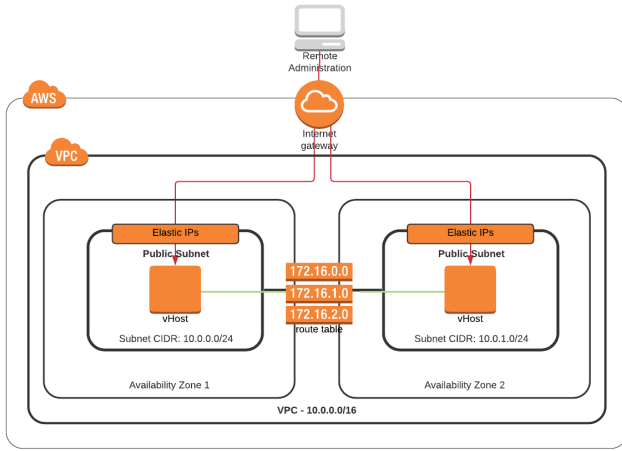 Remote
Administration
AWS
Internet
gateway
VPC
Elastic IPs
Elastic IPs
Public Subnet
Public Subnet
172.16.0.0
172.16.1.0
172.16.2.0
route table
vHost
vHost
Subnet CIDR: 10.0.0.0/24
Subnet CIDR: 10.0.1.0/24
Availability Zone 1
Availability Zone 2
VPC - 10.0.0.0/16